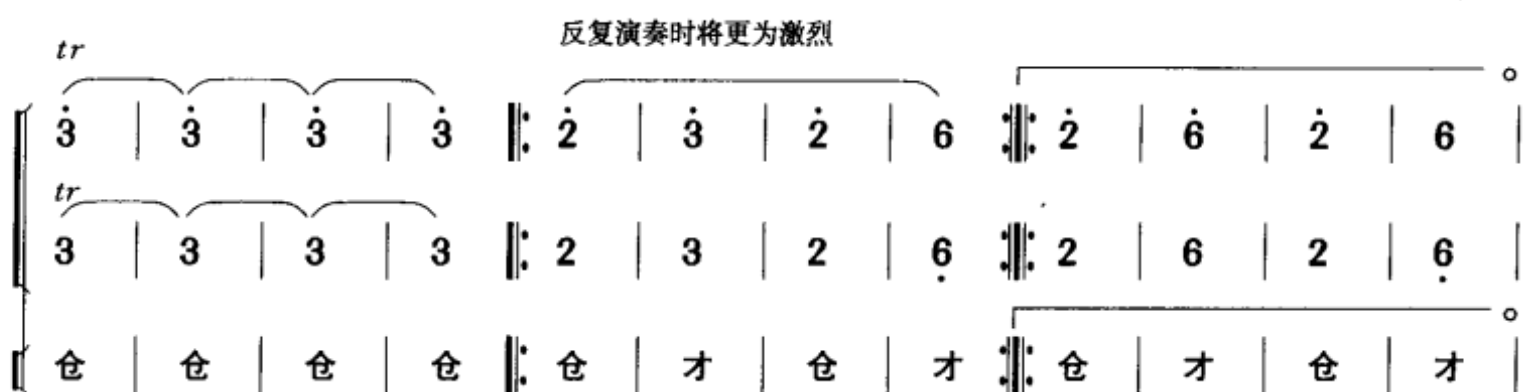 反复演奏时将更为激烈
tr
3̇ | 3̇ | 3̇ | 3̇ ‖: 2̇ | 3̇ | 2̇ | 6 :‖: 2̇ | 6̇ | 2̇ | 6 |
tr
3 | 3 | 3 | 3 ‖: 2 | 3 | 2 | 6̣ :‖: 2 | 6 | 2 | 6̣ |
仓 | 仓 | 仓 | 仓 ‖: 仓 | 才 | 仓 | 才 :‖: 仓 | 才 | 仓 | 才 |